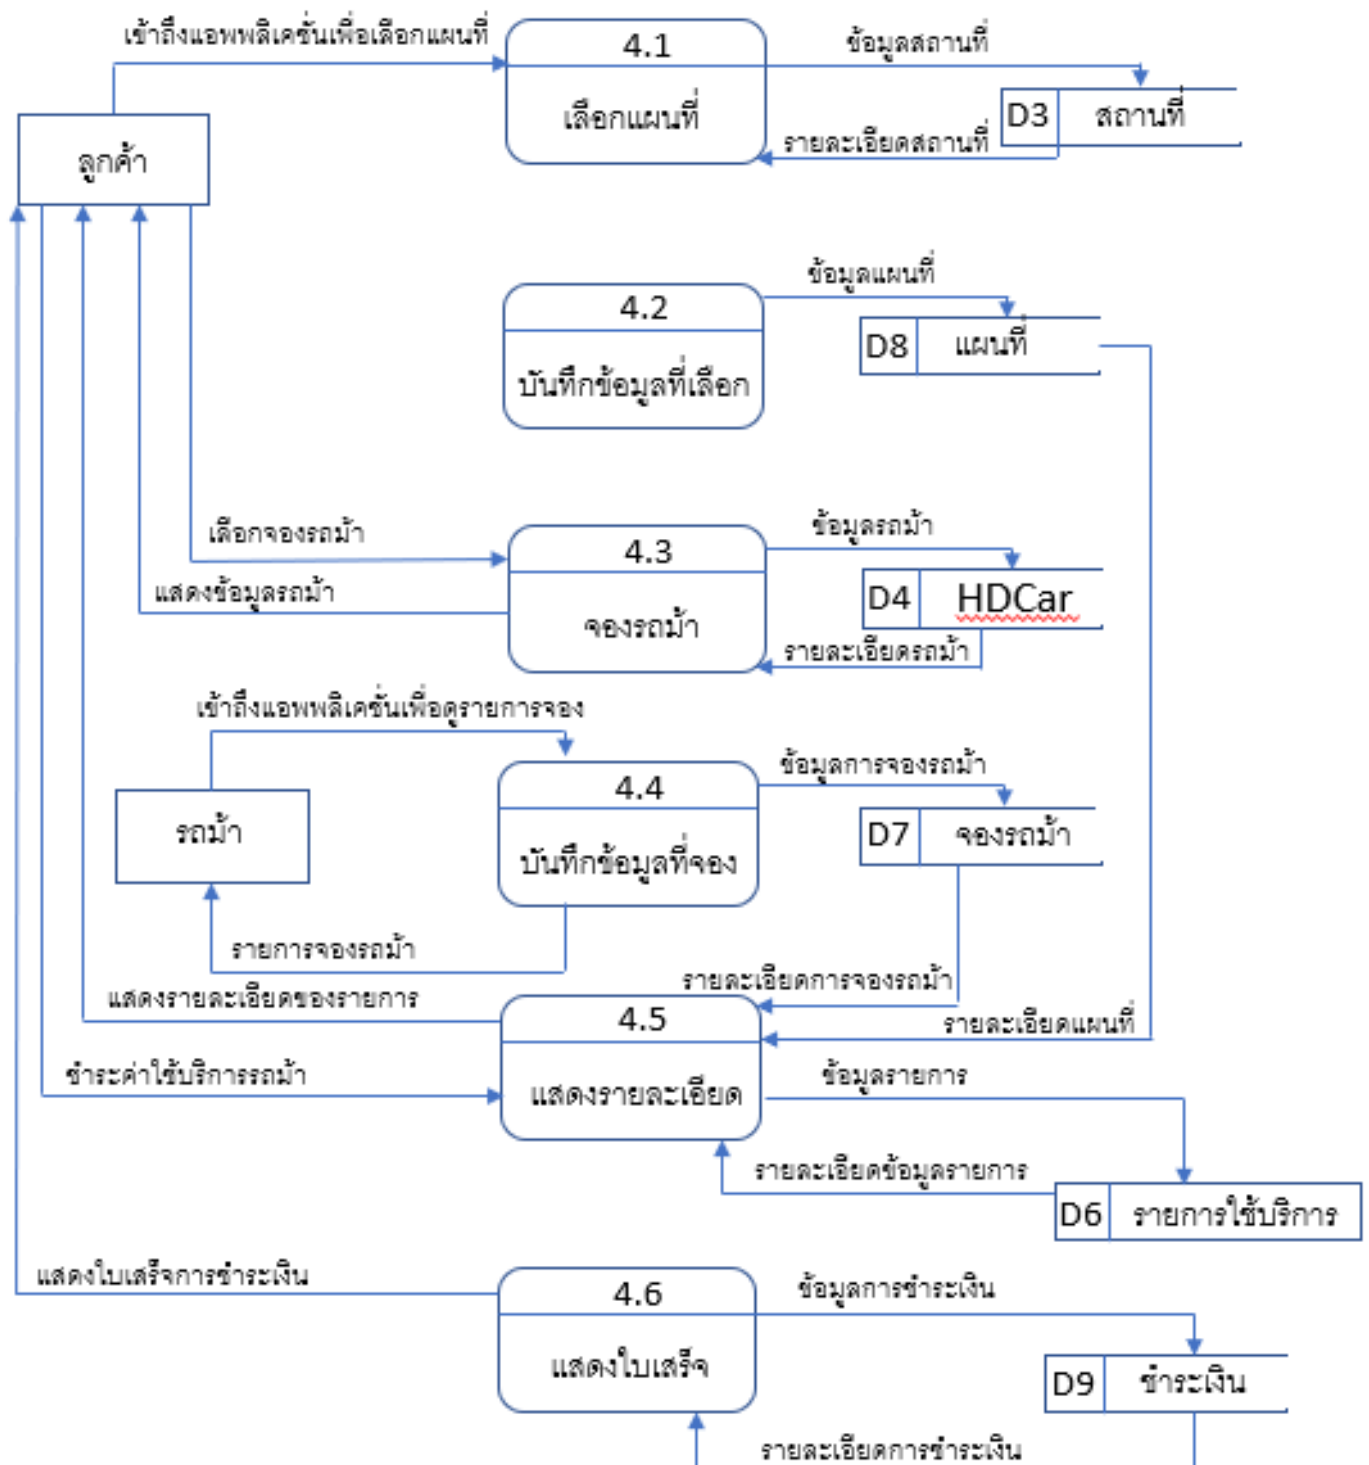 เข้าถึงแอพพลิเคชั่นเพื่อเลือกแผนที่
4.1
ข้อมูลสถานที่
เลือกแผนที่
D3 สถานที่
รายละเอียดสถานที่
ลูกค้า
ข้อมูลแผนที่
4.2
D8 แผนที่
บันทึกข้อมูลที่เลือก
เลือกจองรถม้า
ข้อมูลรถม้า
4.3
แสดงข้อมูลรถม้า
D4 HDCar
จองรถม้า
รายละเอียดรถม้า
เข้าถึงแอพพลิเคชั่นเพื่อดูรายการจอง
ข้อมูลการจองรถม้า
4.4
รถม้า
D7 จองรถม้า
บันทึกข้อมูลที่จอง
รายการจองรถม้า
รายละเอียดการจองรถม้า
แสดงรายละเอียดของรายการ
4.5
รายละเอียดแผนที่
ชำระค่าใช้บริการรถม้า
ข้อมูลรายการ
แสดงรายละเอียด
รายละเอียดข้อมูลรายการ
D6 รายการใช้บริการ
แสดงใบเสร็จการชำระเงิน
4.6
ข้อมูลการชำระเงิน
แสดงใบเสร็จ
D9 ชำระเงิน
รายละเอียดการชำระเงิน